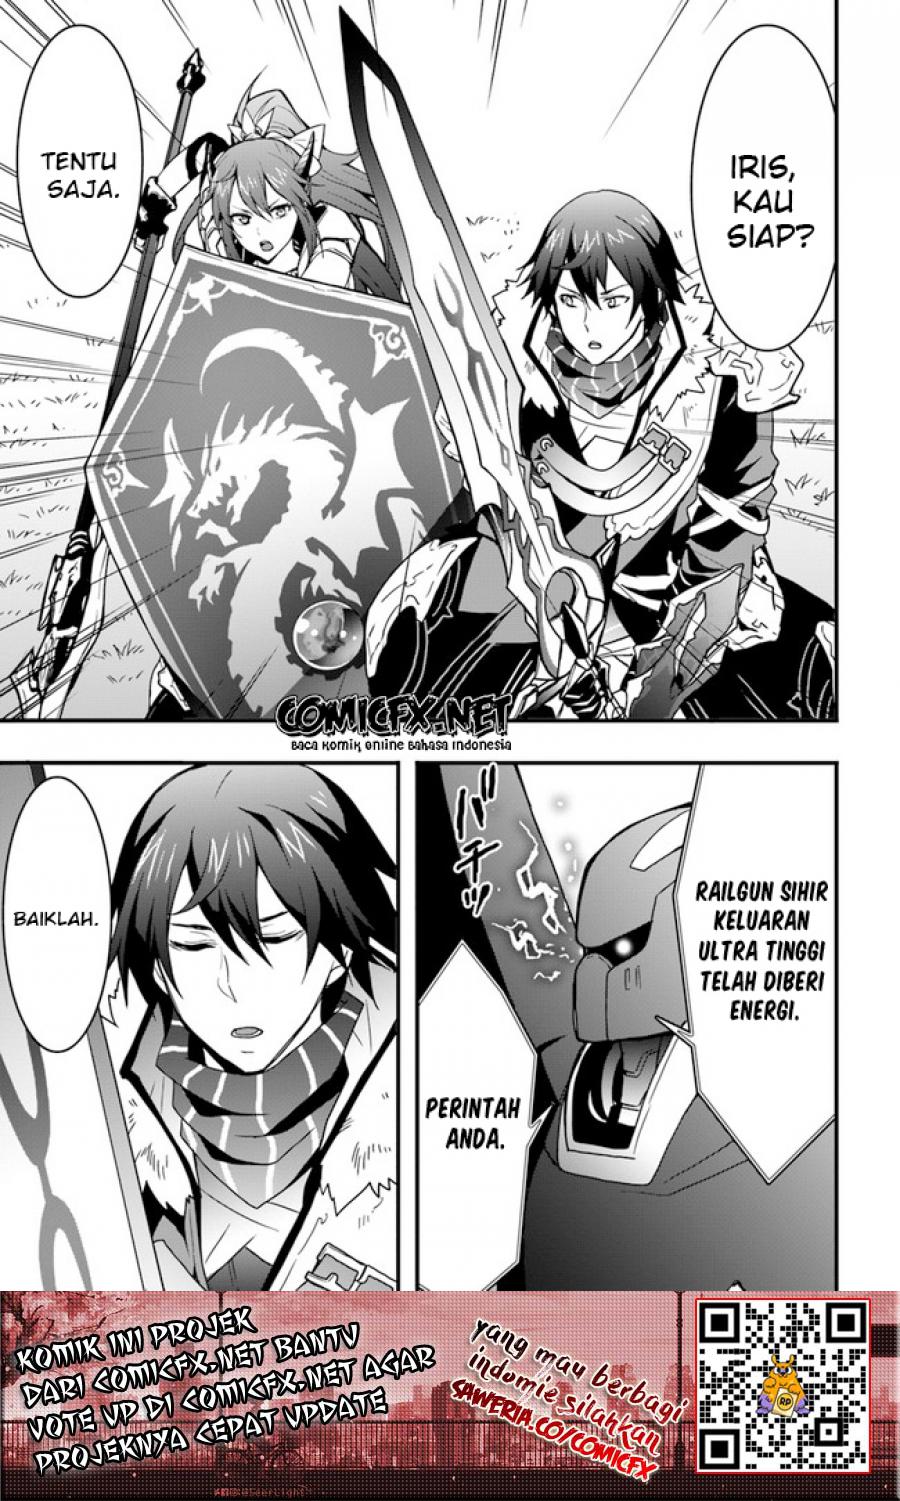 IRIS,
KAU
SIAP?
TENTU
SAJA.
COMICFX.NET
BACA KOMIK ONLINE BAHASA INDONESIA
RAILGUN SIHIR
KELUARAN
ULTRA TINGGI
TELAH DIBERI
ENERGI.
バチッ
PERINTAH
ANDA.
BAIKLAH.
KOMIK INI PROJEK
DARI COMICFX.NET BANTU
VOTE UP DI COMICFX.NET AGAR
PROJEKNYA CEPAT UPDATE
yang mau berbagi
indomie silahkan
SAWERIA.CO/COMICFX
RP
@SeerLight